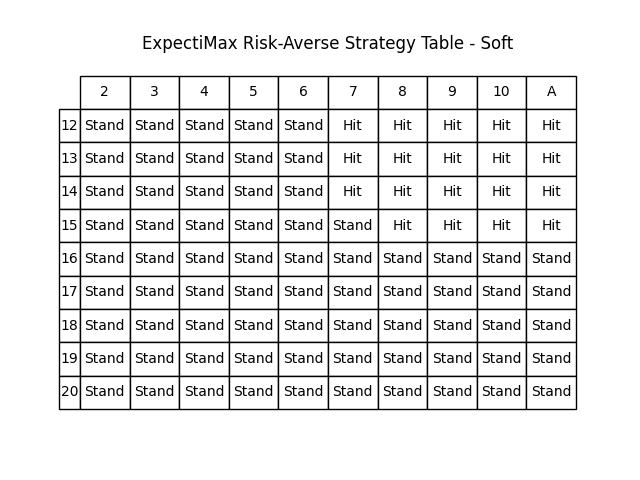 ExpectiMax Risk-Averse Strategy Table - Soft
2 3 4 5 6 7 8 9 10 A
12 Stand Stand Stand Stand Stand Hit Hit Hit Hit Hit
13 Stand Stand Stand Stand Stand Hit Hit Hit Hit Hit
14 Stand Stand Stand Stand Stand Hit Hit Hit Hit Hit
15 Stand Stand Stand Stand Stand Stand Hit Hit Hit Hit
16 Stand Stand Stand Stand Stand Stand Stand Stand Stand Stand
17 Stand Stand Stand Stand Stand Stand Stand Stand Stand Stand
18 Stand Stand Stand Stand Stand Stand Stand Stand Stand Stand
19 Stand Stand Stand Stand Stand Stand Stand Stand Stand Stand
20 Stand Stand Stand Stand Stand Stand Stand Stand Stand Stand